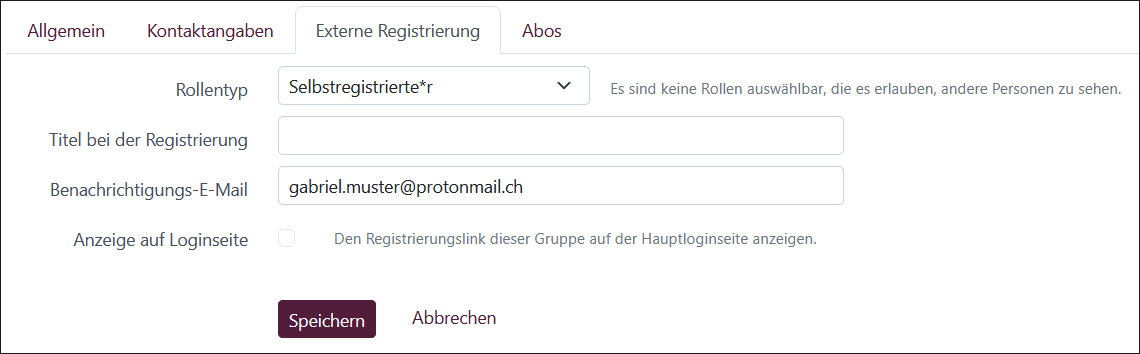 Allgemein Kontaktangaben Externe Registrierung Abos
Rollentyp Selbstregistrierte*r Es sind keine Rollen auswählbar, die es erlauben, andere Personen zu sehen.
Titel bei der Registrierung
Benachrichtigungs-E-Mail gabriel.muster@protonmail.ch
Anzeige auf Loginseite Den Registrierungslink dieser Gruppe auf der Hauptloginseite anzeigen.
Speichern Abbrechen